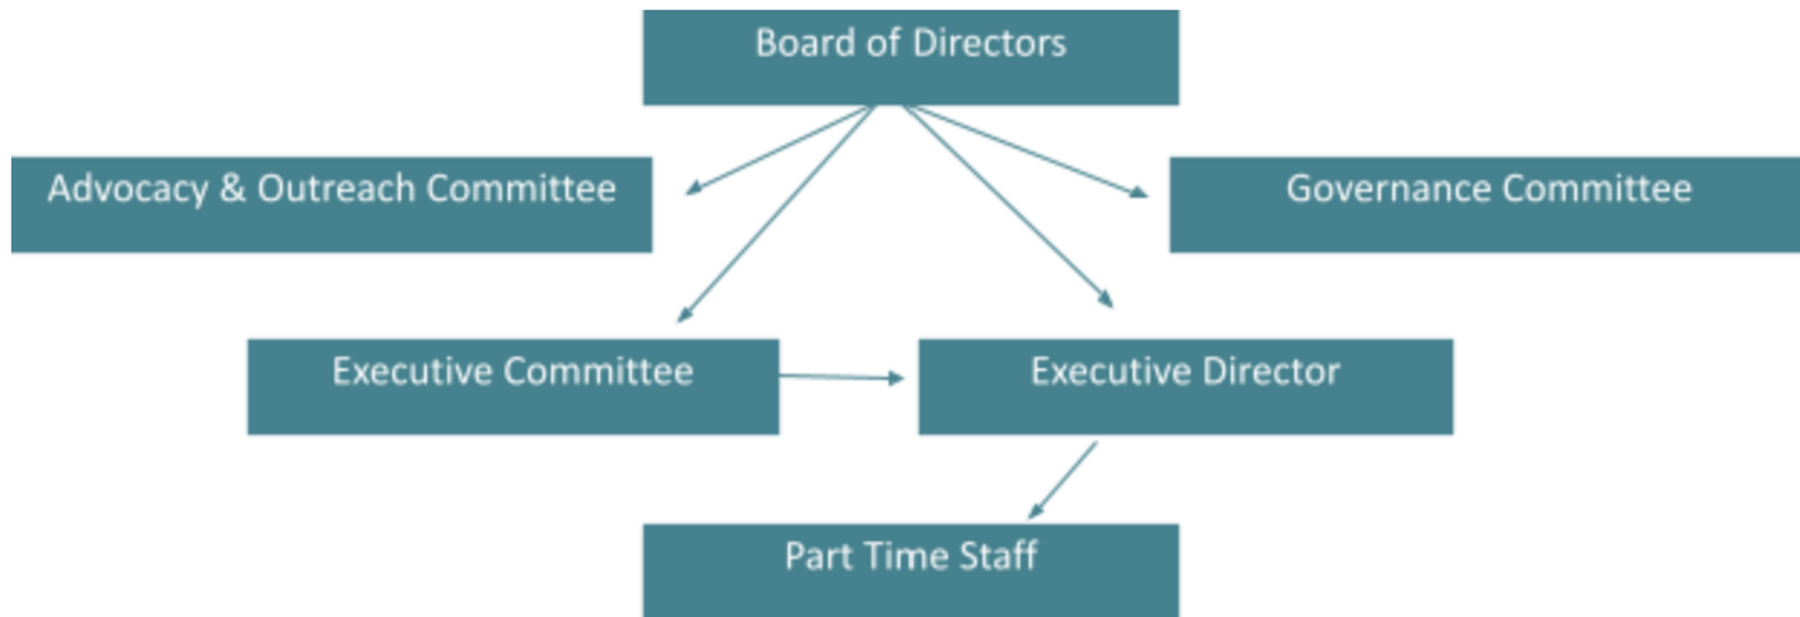 Board of Directors
Advocacy & Outreach Committee
Governance Committee
Executive Committee
Executive Director
Part Time Staff